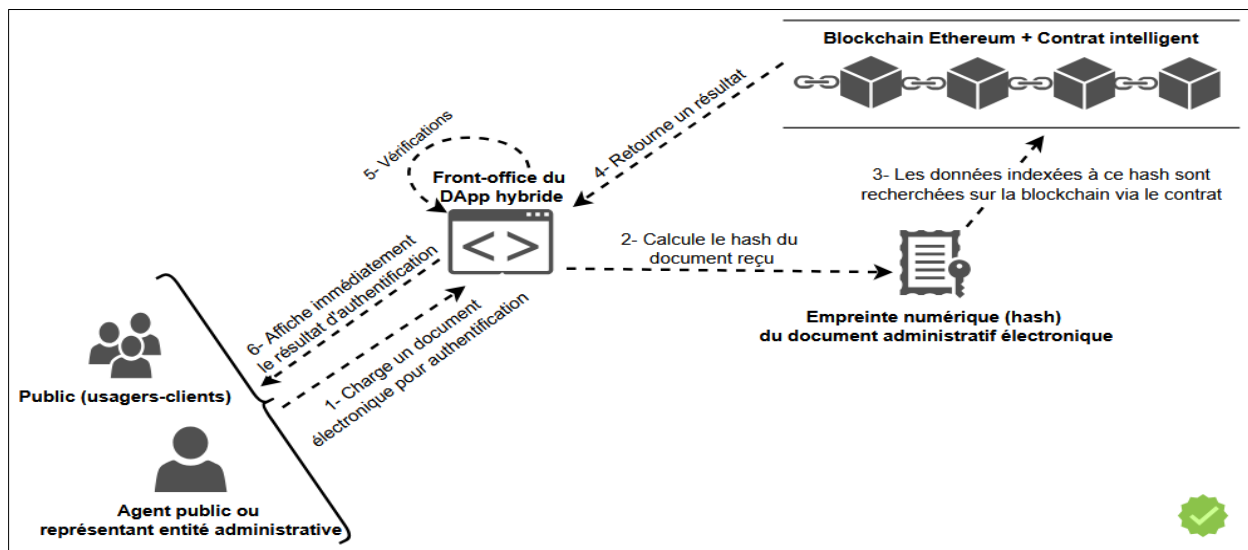 Blockchain Ethereum + Contrat intelligent
4- Retourne un résultat
5- Vérifications
Front-office du
DApp hybride
3- Les données indexées à ce hash sont
recherchées sur la blockchain via le contrat
2- Calcule le hash du
document reçu
Empreinte numérique (hash)
du document administratif électronique
6- Affiche immédiatement
le résultat d'authentification
1- Charge un document
électronique pour authentification
Public (usagers-clients)
Agent public ou
représentant entité administrative